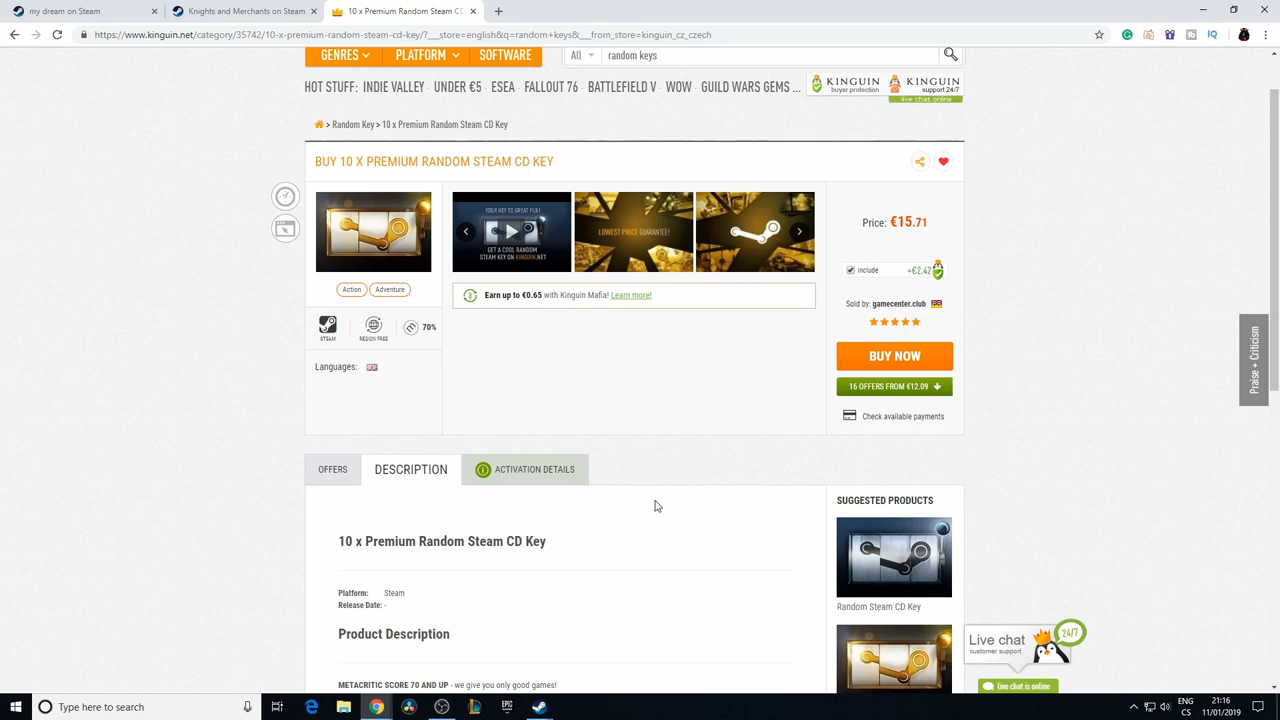 my dream on Steam
Knights and Merchants on Steam
10 x Premium Random Steam CD
https://www.kinguin.net/category/35742/10-x-premium-random-steam-cd-key/?___store=english&q=random+keys&___from_store=kinguin_cz_czech
GENRES PLATFORM SOFTWARE
All random keys
HOT STUFF: INDIE VALLEY UNDER €5 ESEA FALLOUT 76 BATTLEFIELD V WOW GUILD WARS GEMS ...
KINGUIN
buyer protection
KINGUIN
support 24/7
live chat online
> Random Key > 10 x Premium Random Steam CD Key
BUY 10 X PREMIUM RANDOM STEAM CD KEY
YOUR KEY TO GREAT FUN!
GET A COOL RANDOM
STEAM KEY ON KINGUIN.NET
LOWEST PRICE GUARANTEE!
Price: €15.71
include +€2.42
Action Adventure
Earn up to €0.65 with Kinguin Mafia! Learn more!
Sold by: gamecenter.club
STEAM
REGION FREE
70%
BUY NOW
Languages:
16 OFFERS FROM €12.09
Check available payments
Praise + Criticism
OFFERS
DESCRIPTION
ACTIVATION DETAILS
10 x Premium Random Steam CD Key
Platform: Steam
Release Date: -
Product Description
METACRITIC SCORE 70 AND UP - we give you only good games!
SUGGESTED PRODUCTS
Random Steam CD Key
Live chat
customer support
24/7
live chat is online
Type here to search
EPIC
GAMES
ENG
CS
21:16
11/01/2019